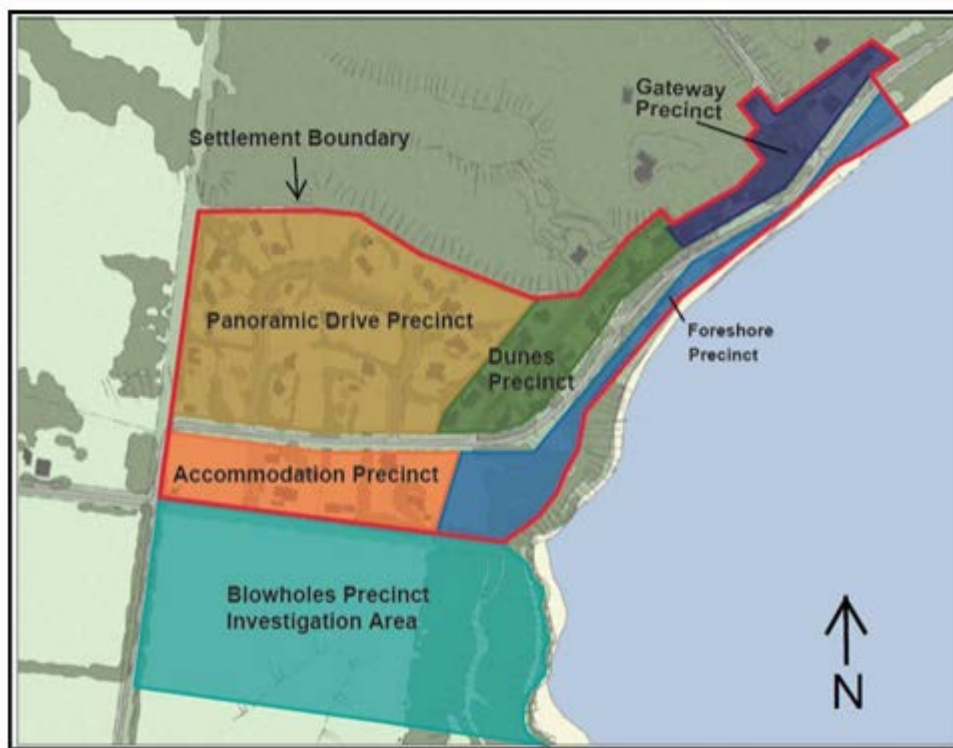 Gateway
Precinct
Settlement Boundary
Panoramic Drive Precinct
Foreshore
Precinct
Dunes
Precinct
Accommodation Precinct
Blowholes Precinct
Investigation Area
N